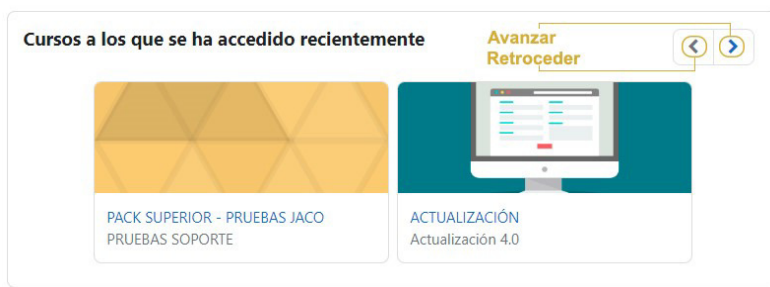 Cursos a los que se ha accedido recientemente
Avanzar
Retroceder
PACK SUPERIOR - PRUEBAS JACO
PRUEBAS SOPORTE
ACTUALIZACIÓN
Actualización 4.0